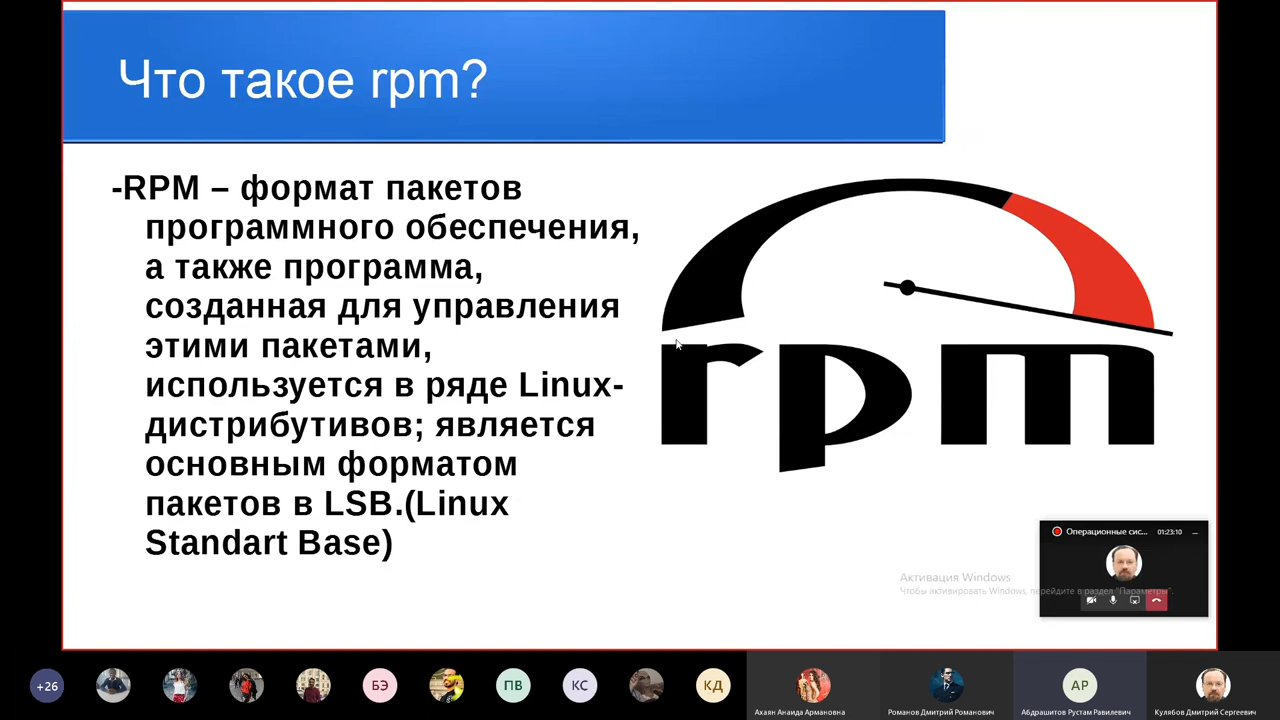 Что такое rpm?
-RPM – формат пакетов
программного обеспечения,
а также программа,
созданная для управления
этими пакетами,
используется в ряде Linux-
дистрибутивов; является
основным форматом
пакетов в LSB.(Linux
Standart Base)
rpm
Операционные сис... 01:23:10
Активация Windows
Чтобы активировать Windows, перейдите в раздел "Параметры".
+26
БЭ
ПВ
КС
КД
АР
Ахаян Анаида Армановна
Романов Дмитрий Романович
Абдрашитов Рустам Равилевич
Кулябов Дмитрий Сергеевич